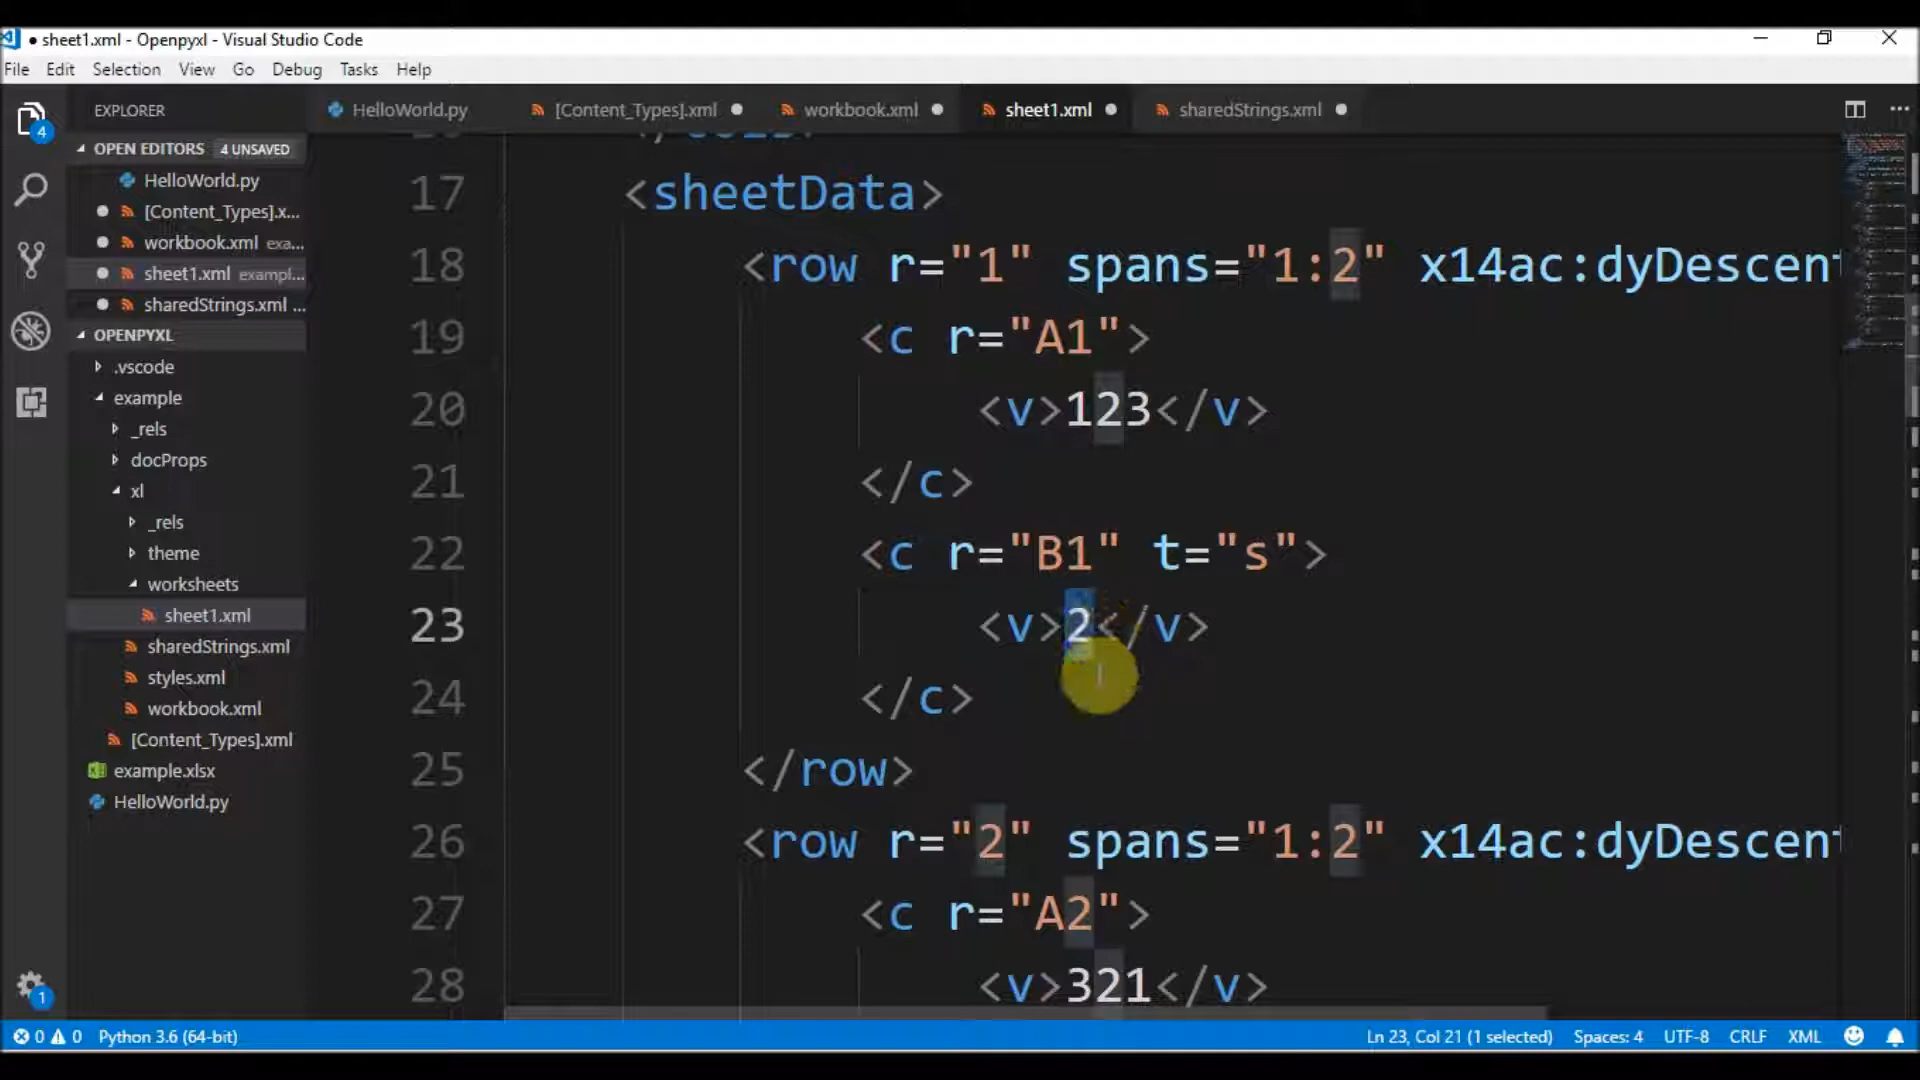 ● sheet1.xml - Openpyxl - Visual Studio Code
File Edit Selection View Go Debug Tasks Help
EXPLORER
OPEN EDITORS 4 UNSAVED
HelloWorld.py
[Content_Types].x...
workbook.xml exa...
sheet1.xml exampl...
sharedStrings.xml ...
OPENPYXL
.vscode
example
_rels
docProps
xl
_rels
theme
worksheets
sheet1.xml
sharedStrings.xml
styles.xml
workbook.xml
[Content_Types].xml
example.xlsx
HelloWorld.py
4
1
HelloWorld.py [Content_Types].xml ● workbook.xml ● sheet1.xml ● sharedStrings.xml ●
17 <sheetData>
18 <row r="1" spans="1:2" x14ac:dyDescent
19 <c r="A1">
20 <v>123</v>
21 </c>
22 <c r="B1" t="s">
23 <v>2</v>
24 </c>
25 </row>
26 <row r="2" spans="1:2" x14ac:dyDescent
27 <c r="A2">
28 <v>321</v>
0 0 Python 3.6 (64-bit) Ln 23, Col 21 (1 selected) Spaces: 4 UTF-8 CRLF XML